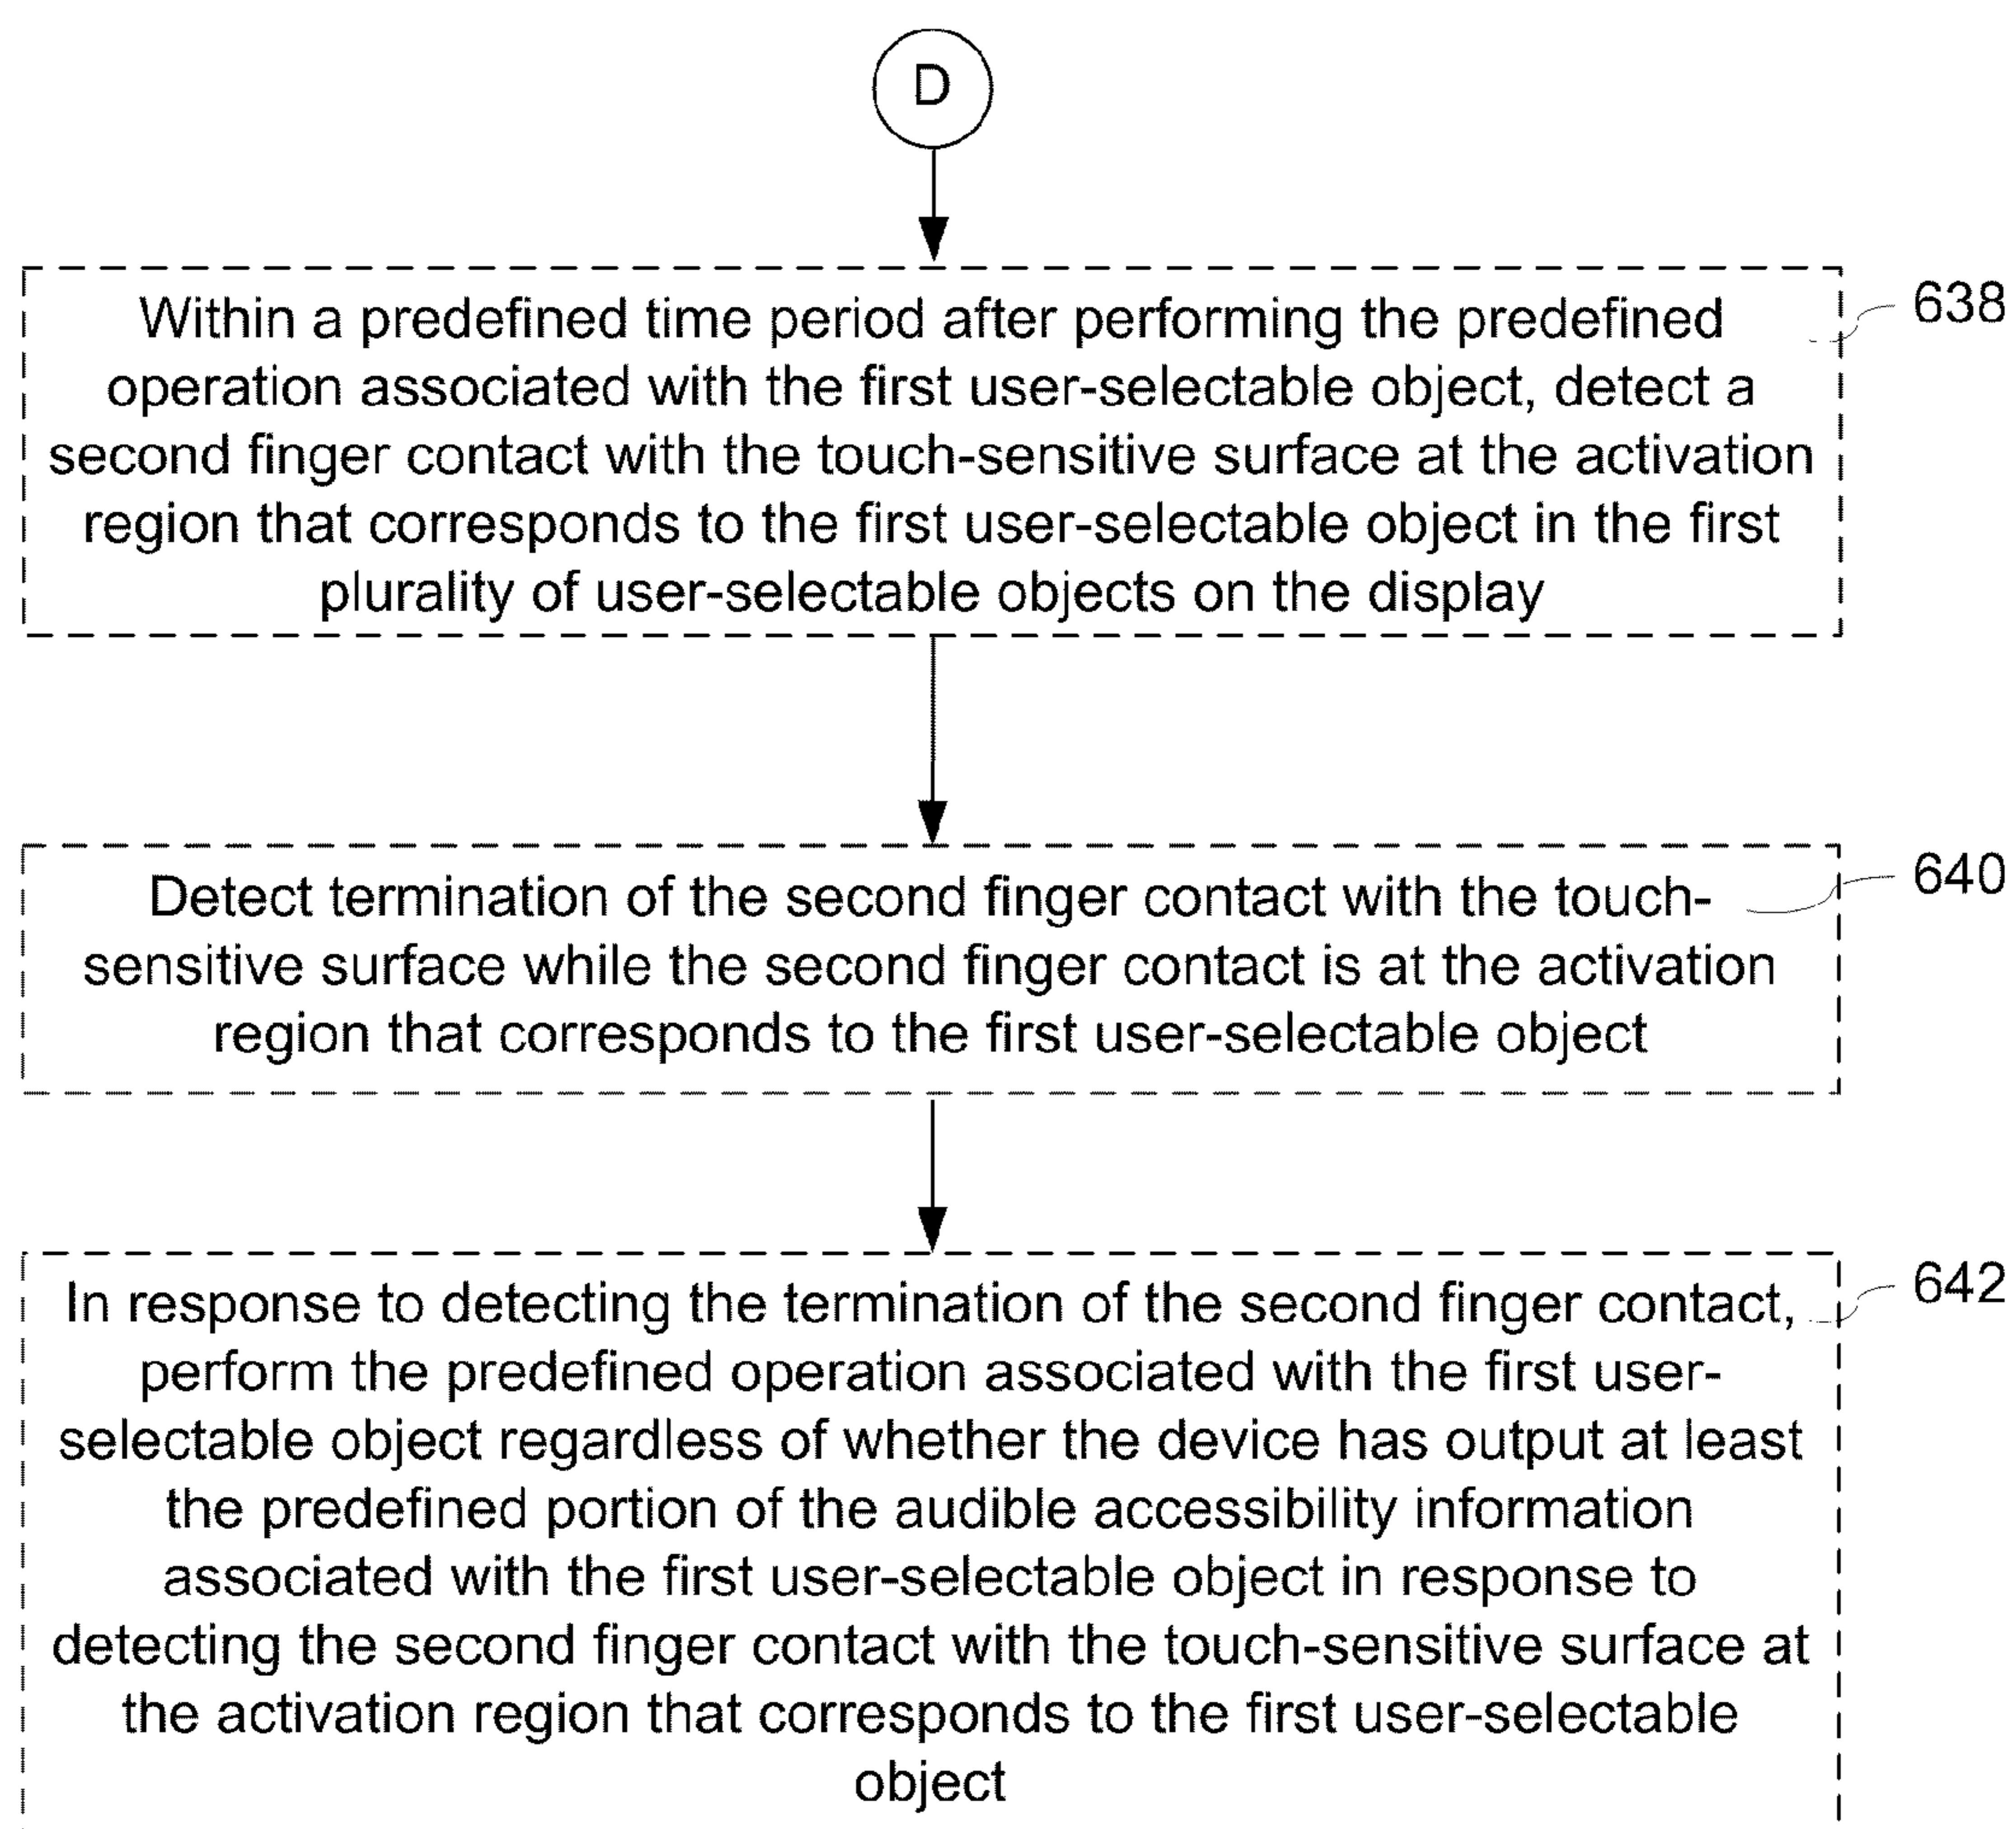 D
Within a predefined time period after performing the predefined
operation associated with the first user-selectable object, detect a
second finger contact with the touch-sensitive surface at the activation
region that corresponds to the first user-selectable object in the first
plurality of user-selectable objects on the display
638
Detect termination of the second finger contact with the touch-
sensitive surface while the second finger contact is at the activation
region that corresponds to the first user-selectable object
640
In response to detecting the termination of the second finger contact,
perform the predefined operation associated with the first user-
selectable object regardless of whether the device has output at least
the predefined portion of the audible accessibility information
associated with the first user-selectable object in response to
detecting the second finger contact with the touch-sensitive surface at
the activation region that corresponds to the first user-selectable
object
642